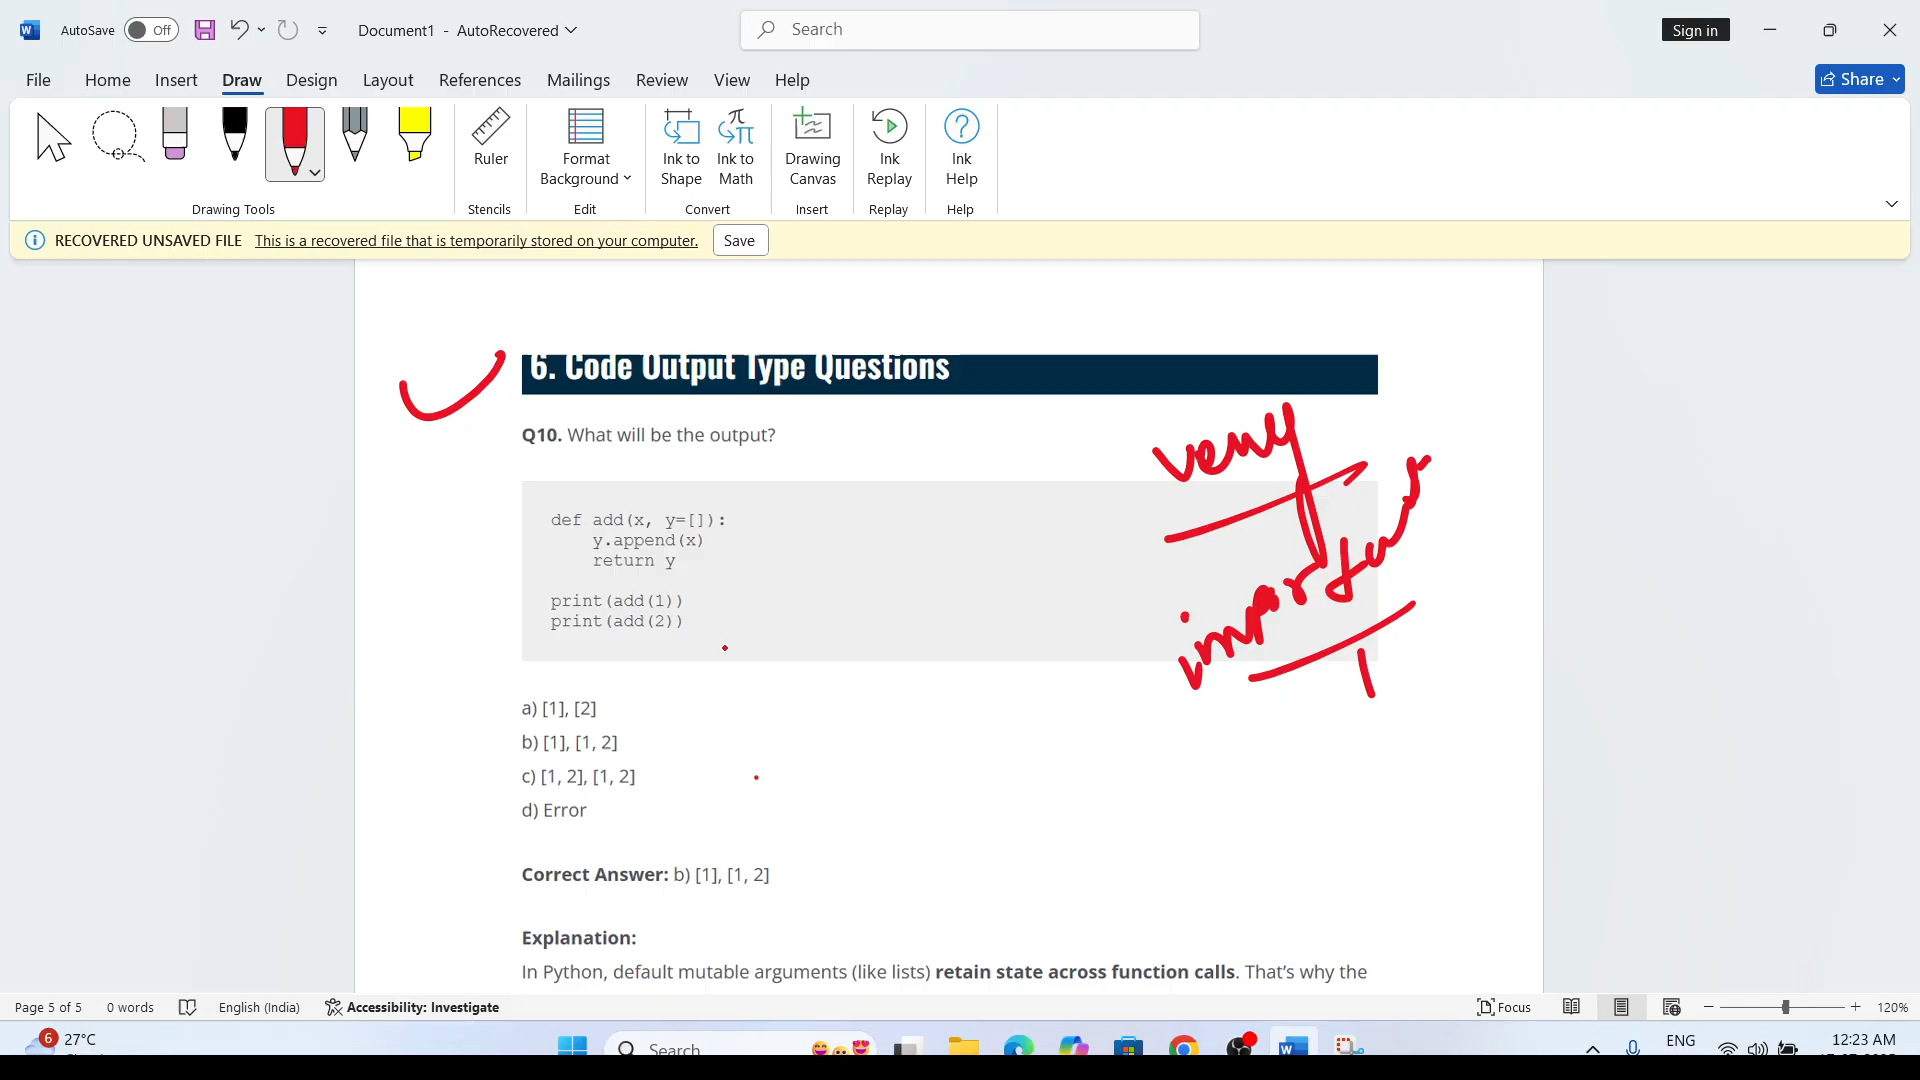 AutoSave Off Document1 - AutoRecovered Search Sign in
File Home Insert Draw Design Layout References Mailings Review View Help Share
Ruler Format Background Ink to Shape Ink to Math Drawing Canvas Ink Replay Ink Help
Drawing Tools Stencils Edit Convert Insert Replay Help
RECOVERED UNSAVED FILE This is a recovered file that is temporarily stored on your computer. Save
6. Code Output Type Questions
Q10. What will be the output?
very
def add(x, y=[]):
    y.append(x)
    return y
important
print(add(1))
print(add(2))
a) [1], [2]
b) [1], [1, 2]
c) [1, 2], [1, 2]
d) Error
Correct Answer: b) [1], [1, 2]
Explanation:
In Python, default mutable arguments (like lists) retain state across function calls. That’s why the
Page 5 of 5 0 words English (India) Accessibility: Investigate Focus 120%
6 27°C Search ENG 12:23 AM